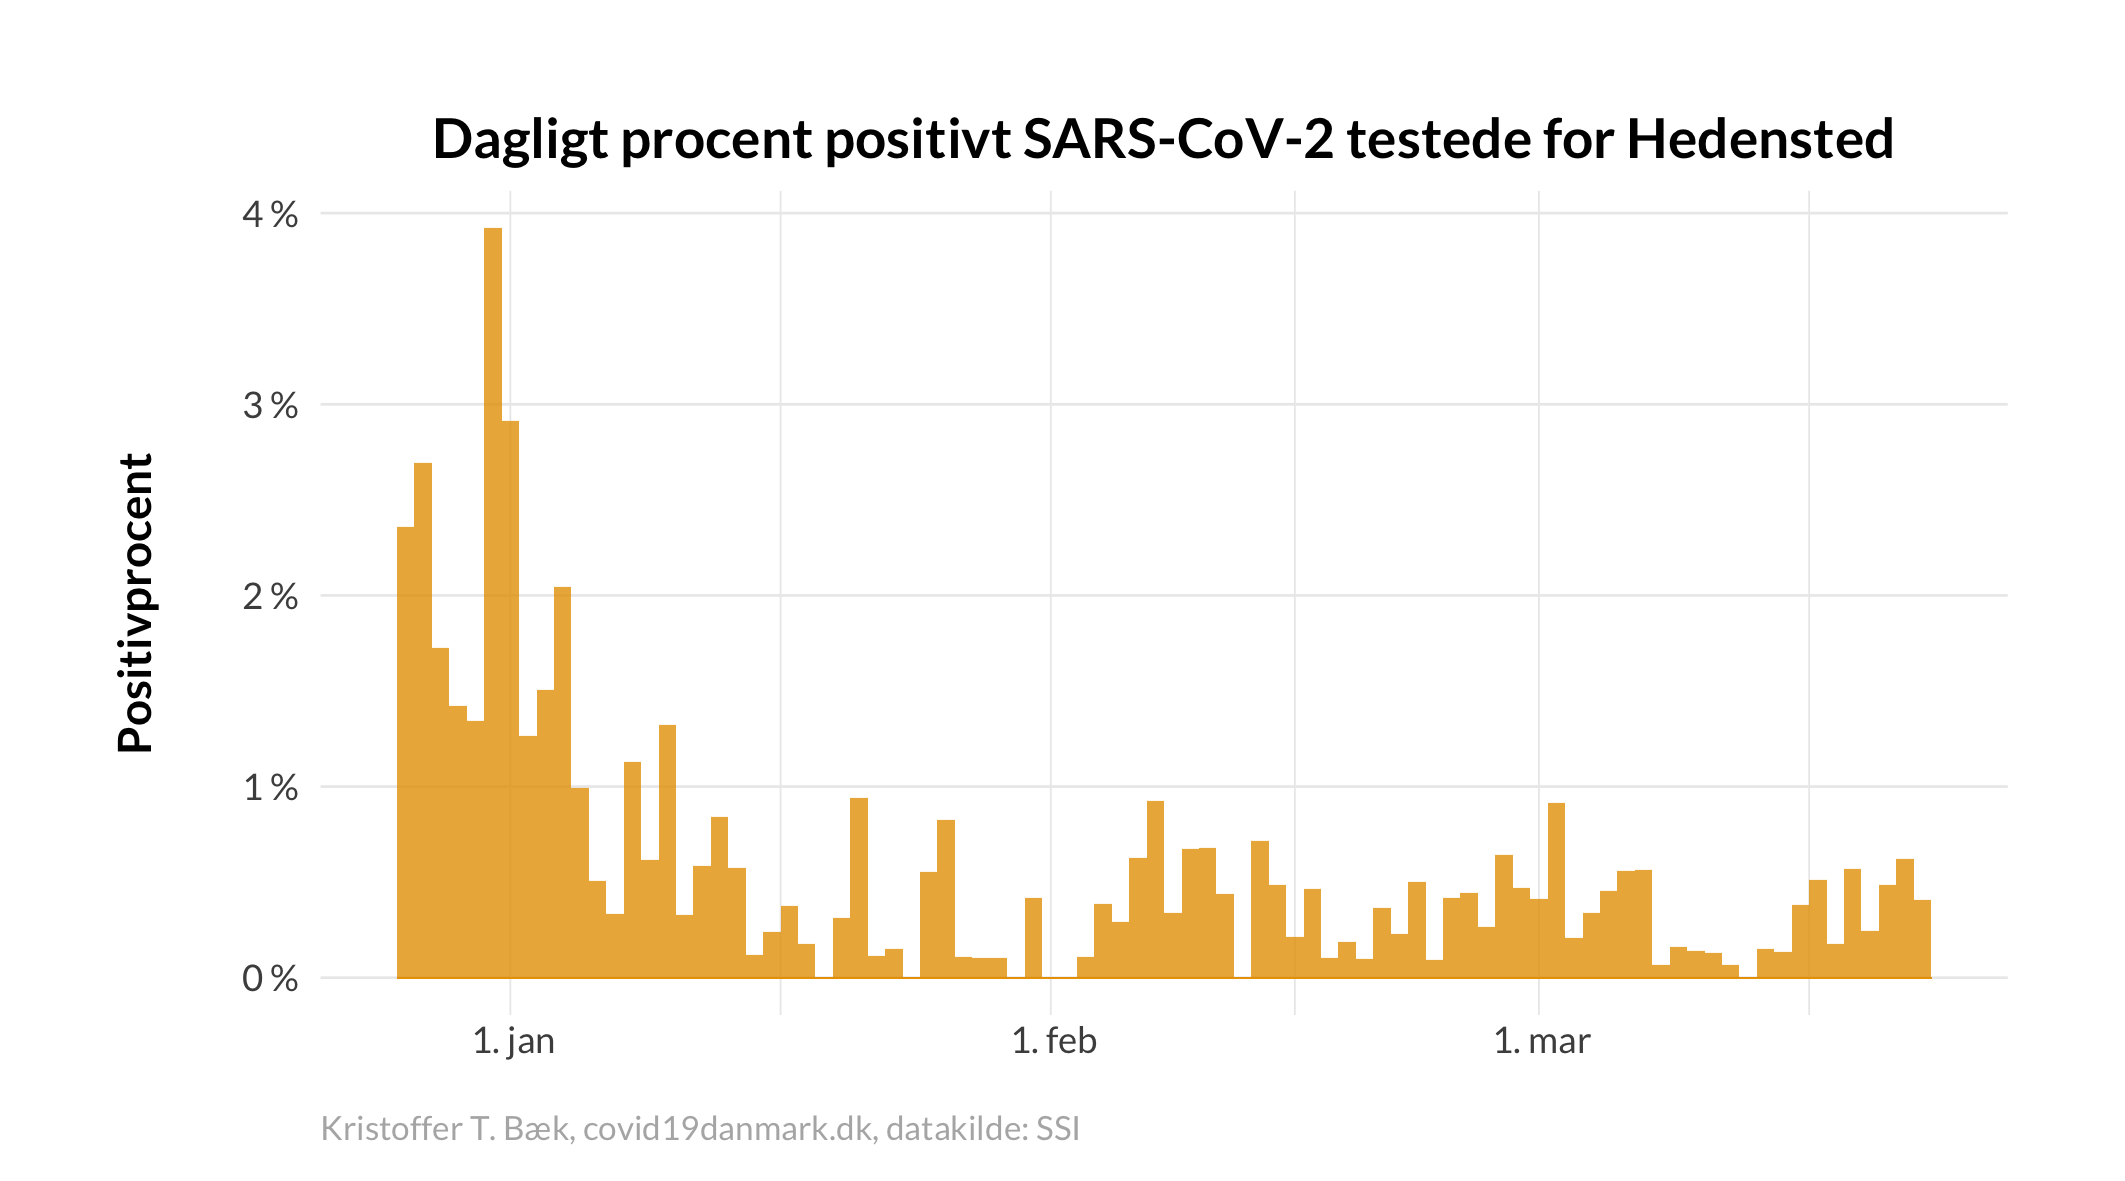 Dagligt procent positivt SARS-CoV-2 testede for Hedensted
Positivprocent
4 %
3 %
2 %
1 %
0 %
1. jan
1. feb
1. mar
Kristoffer T. Bæk, covid19danmark.dk, datakilde: SSI